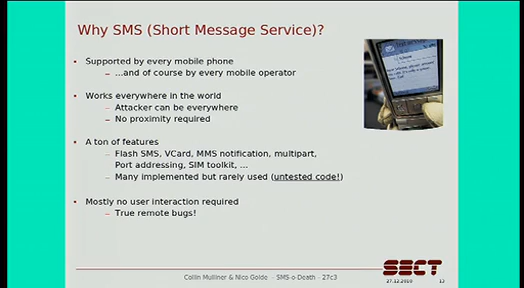 Why SMS (Short Message Service)?
Supported by every mobile phone
– ...and of course by every mobile operator
Works everywhere in the world
– Attacker can be everywhere
– No proximity required
A ton of features
– Flash SMS, VCard, MMS notification, multipart,
Port addressing, SIM toolkit, ...
– Many implemented but rarely used (untested code!)
Mostly no user interaction required
– True remote bugs!
Collin Mulliner & Nico Golde - SMS-o-Death - 27c3
SECT
27.12.2010 13